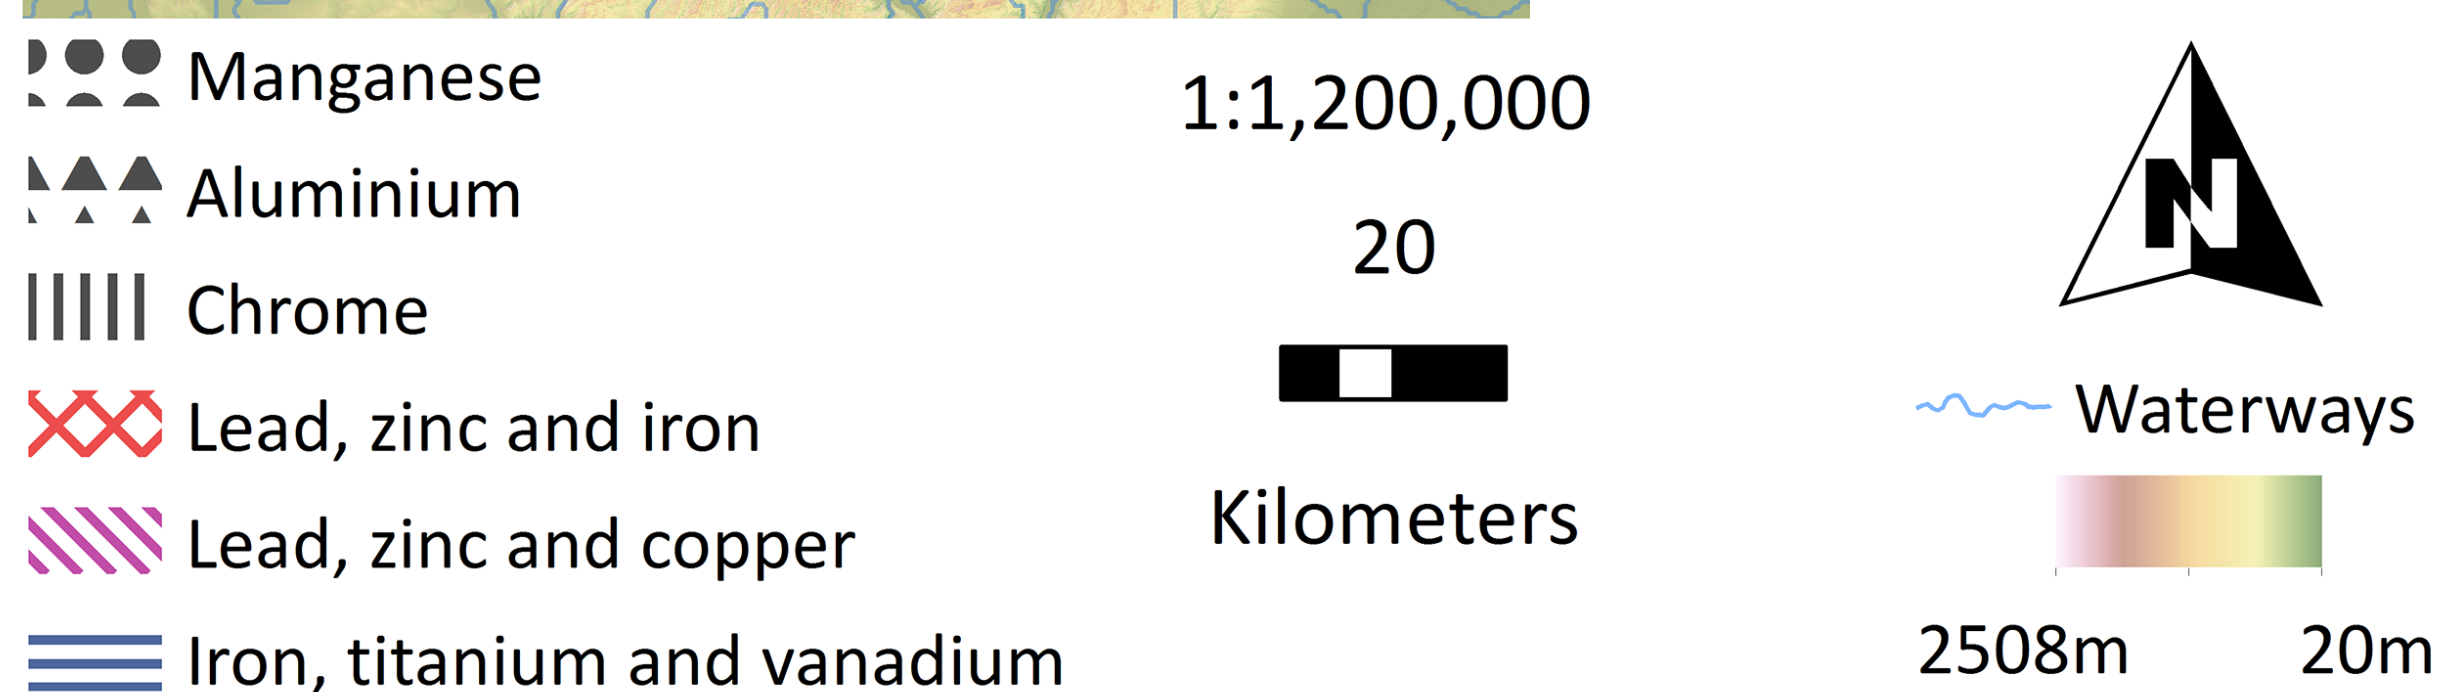 Manganese
Aluminium
Chrome
Lead, zinc and iron
Lead, zinc and copper
Iron, titanium and vanadium
1:1,200,000
20
Kilometers
N
Waterways
2508m 20m